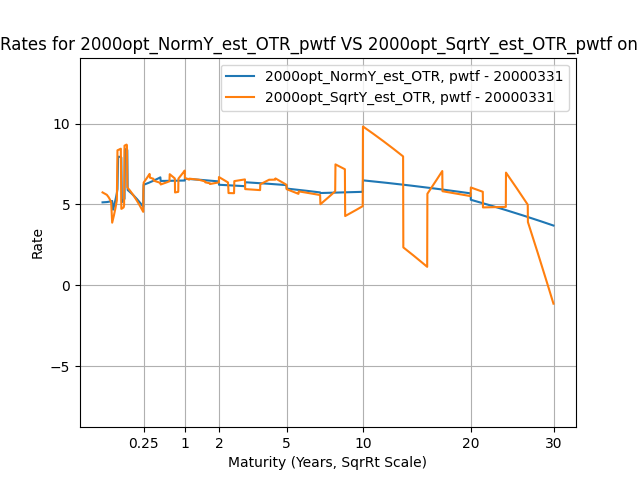 Rates for 2000opt_NormY_est_OTR_pwtf VS 2000opt_SqrtY_est_OTR_pwtf on
2000opt_NormY_est_OTR, pwtf - 20000331
2000opt_SqrtY_est_OTR, pwtf - 20000331
10
5
0
−5
Rate
0.25 1 2 5 10 20 30
Maturity (Years, SqrRt Scale)